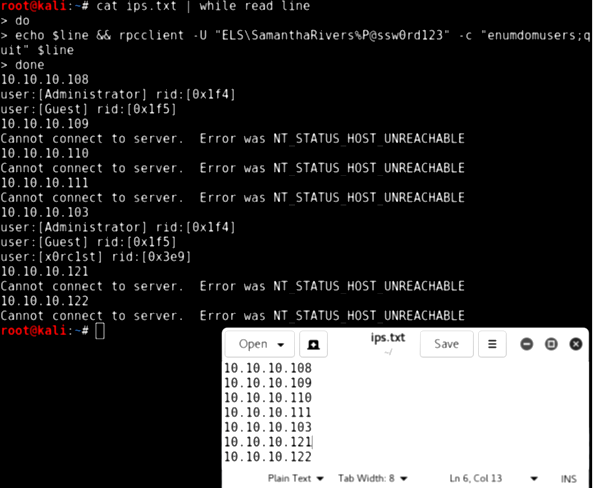 root@kali:~# cat ips.txt | while read line
> do
> echo $line && rpcclient -U "ELS\SamanthaRivers%P@ssw0rd123" -c "enumdomusers;q
uit" $line
> done
10.10.10.108
user:[Administrator] rid:[0x1f4]
user:[Guest] rid:[0x1f5]
10.10.10.109
Cannot connect to server.  Error was NT_STATUS_HOST_UNREACHABLE
10.10.10.110
Cannot connect to server.  Error was NT_STATUS_HOST_UNREACHABLE
10.10.10.111
Cannot connect to server.  Error was NT_STATUS_HOST_UNREACHABLE
10.10.10.103
user:[Administrator] rid:[0x1f4]
user:[Guest] rid:[0x1f5]
user:[x0rc1st] rid:[0x3e9]
10.10.10.121
Cannot connect to server.  Error was NT_STATUS_HOST_UNREACHABLE
10.10.10.122
Cannot connect to server.  Error was NT_STATUS_HOST_UNREACHABLE
root@kali:~#
Open ips.txt Save
~/
10.10.10.108
10.10.10.109
10.10.10.110
10.10.10.111
10.10.10.103
10.10.10.121
10.10.10.122
Plain Text Tab Width: 8 Ln 6, Col 13 INS